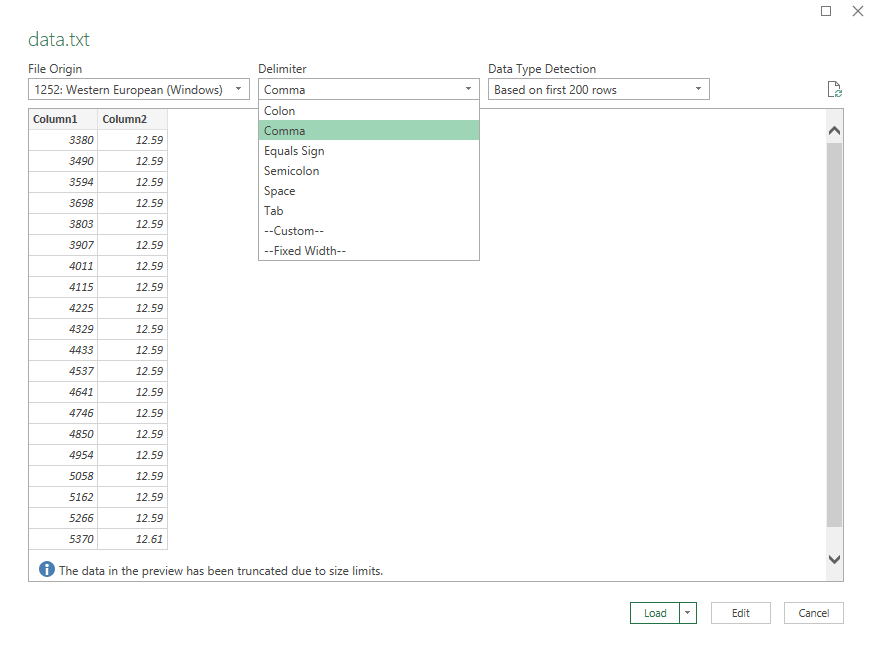 data.txt
File Origin Delimiter Data Type Detection
1252: Western European (Windows) Comma Based on first 200 rows
Colon
Comma
Equals Sign
Semicolon
Space
Tab
--Custom--
--Fixed Width--
Column1 Column2
3380 12.59
3490 12.59
3594 12.59
3698 12.59
3803 12.59
3907 12.59
4011 12.59
4115 12.59
4225 12.59
4329 12.59
4433 12.59
4537 12.59
4641 12.59
4746 12.59
4850 12.59
4954 12.59
5058 12.59
5162 12.59
5266 12.59
5370 12.61
The data in the preview has been truncated due to size limits.
Load Edit Cancel